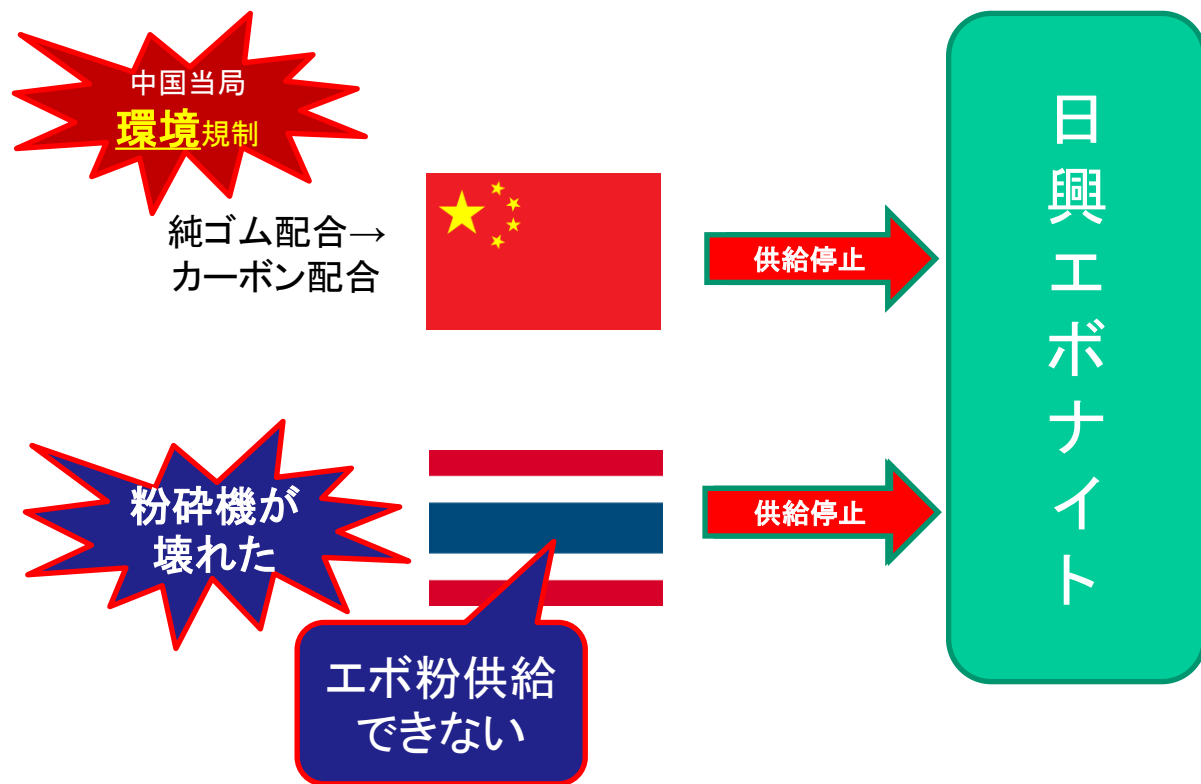 中国当局
環境規制
純ゴム配合→
カーボン配合
供給停止
日興エボナイト
粉砕機が
壊れた
供給停止
エボ粉供給
できない